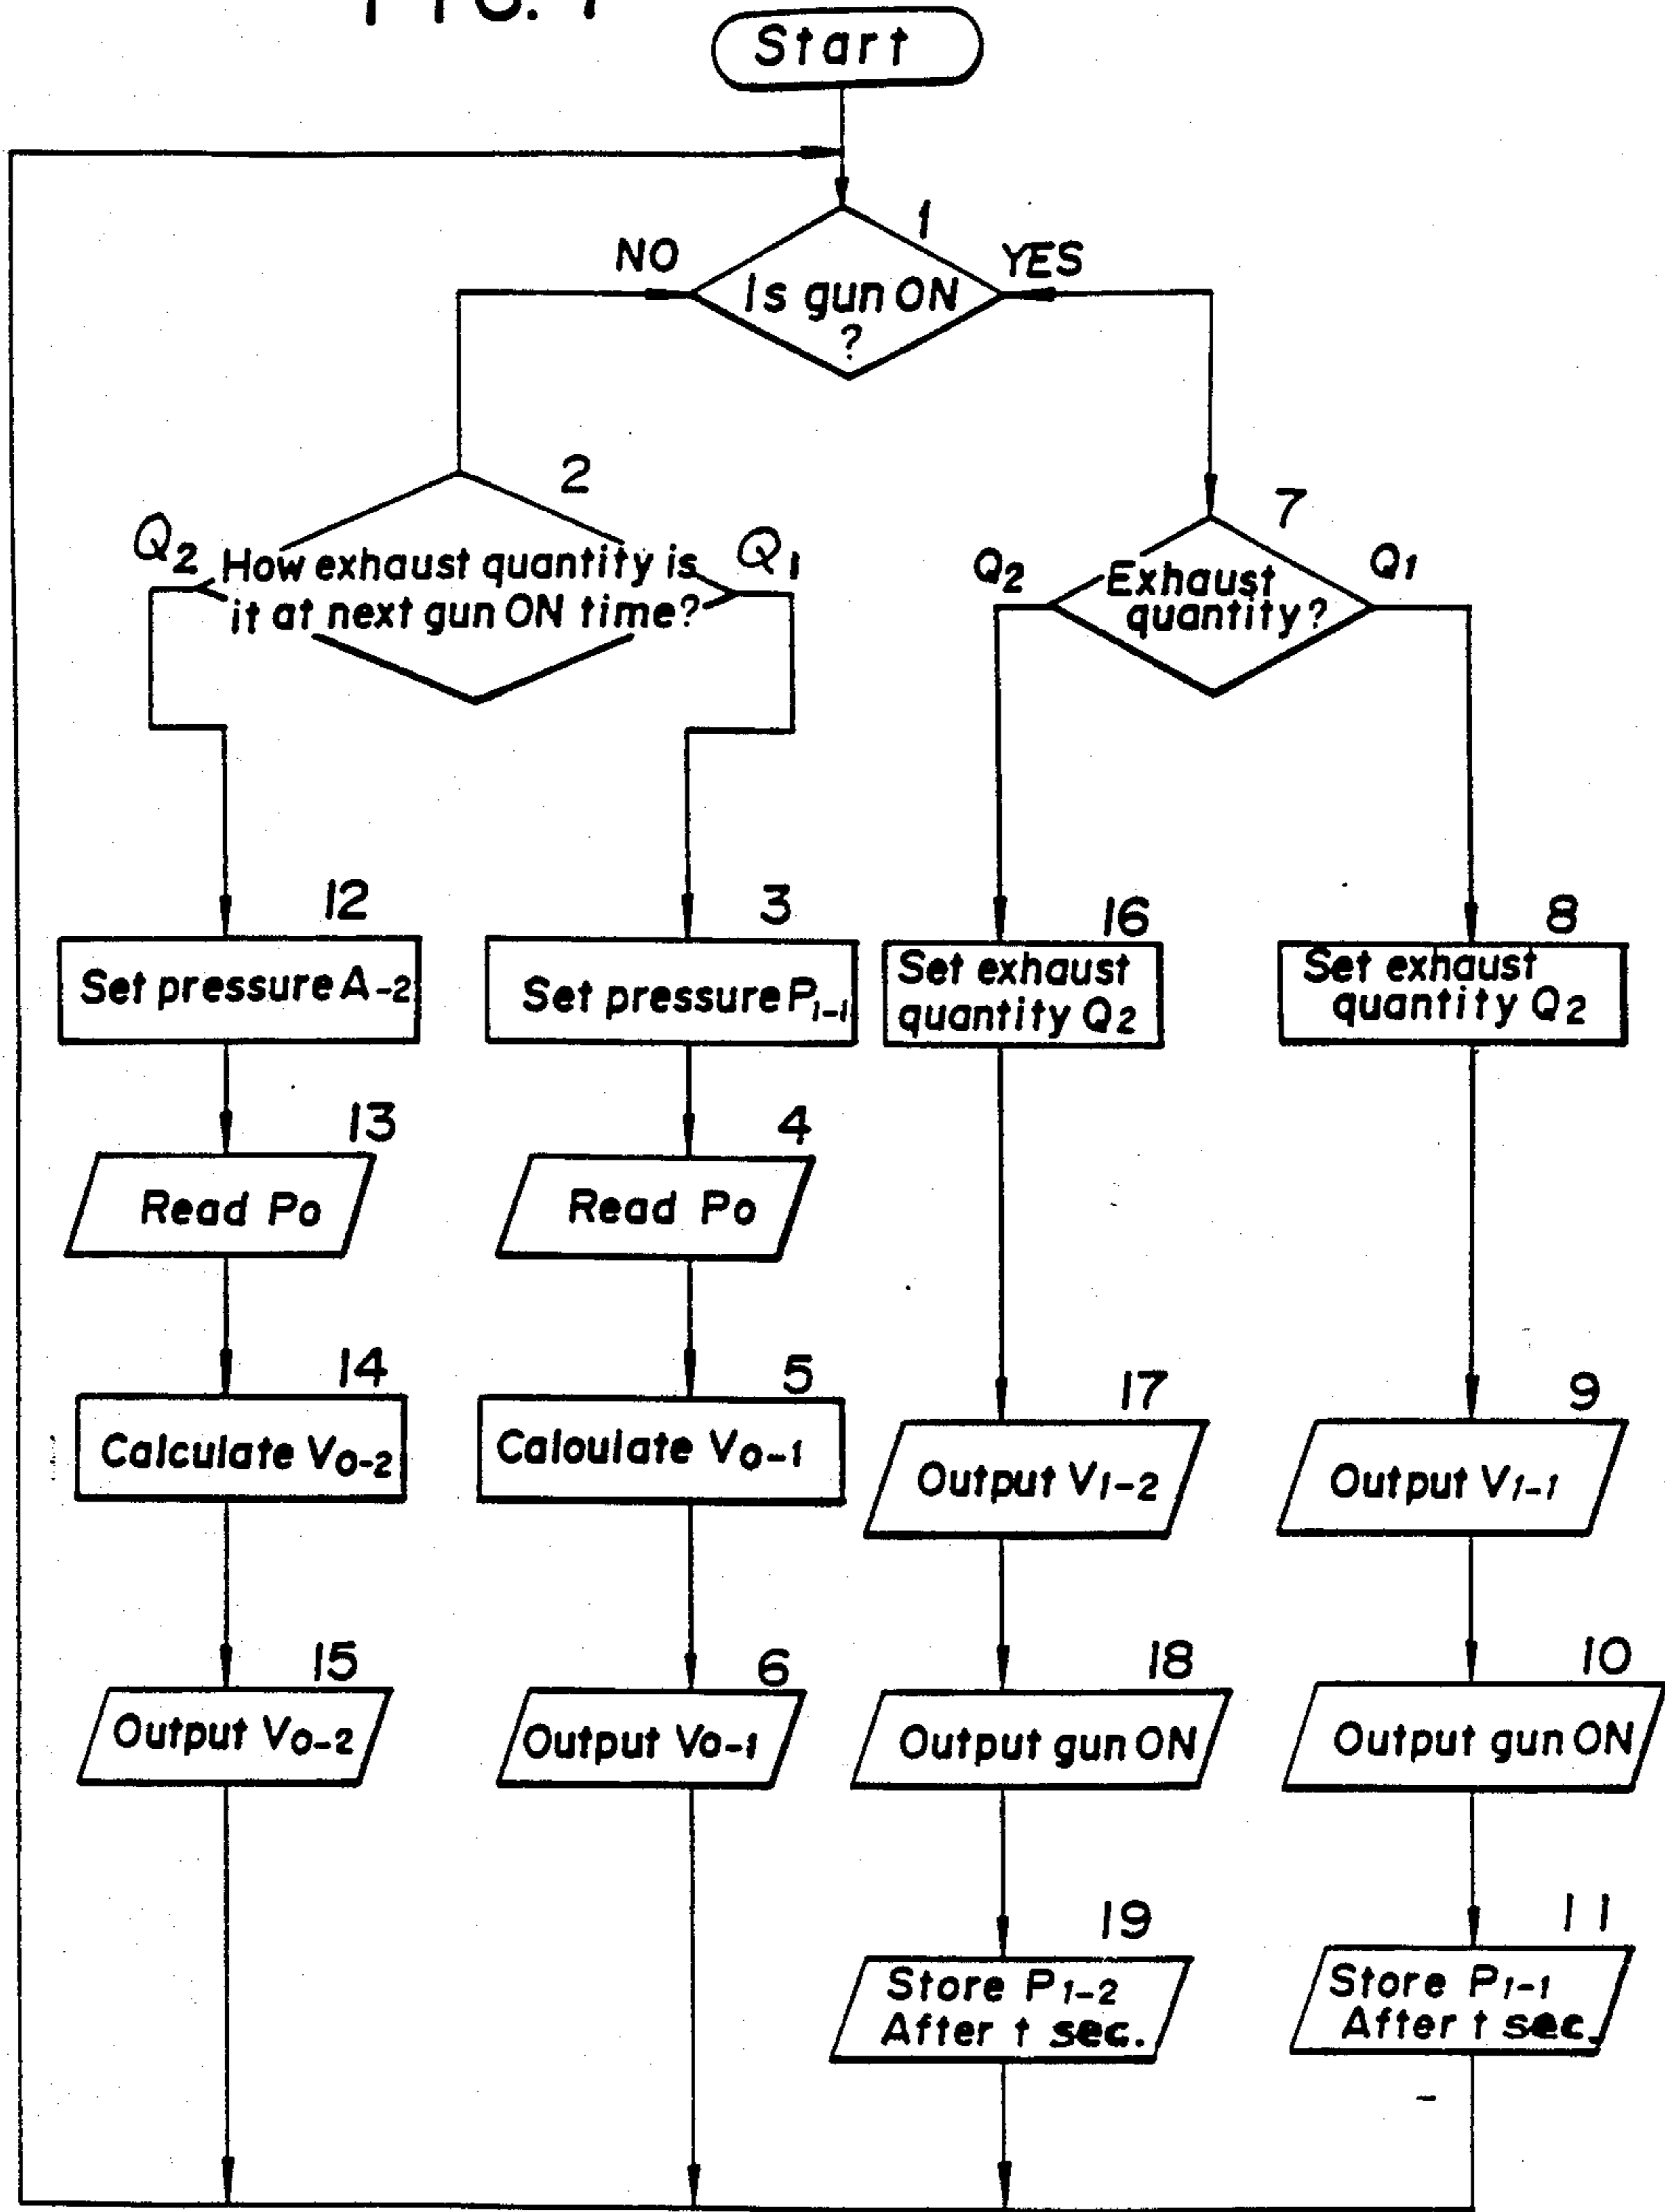 Start
1
NO
YES
Is gun ON
?
2
7
Q2
How exhaust quantity is
it at next gun ON time?
Q1
Q2
Exhaust
quantity?
Q1
12
3
16
8
Set pressure A-2
Set pressure P1-1
Set exhaust
quantity Q2
Set exhaust
quantity Q2
13
4
Read Po
Read Po
14
5
17
9
Calculate Vo-2
Caloulate Vo-1
Output V1-2
Output V1-1
15
6
18
10
Output Vo-2
Output Vo-1
Output gun ON
Output gun ON
19
11
Store P1-2
After t sec.
Store P1-1
After t sec.